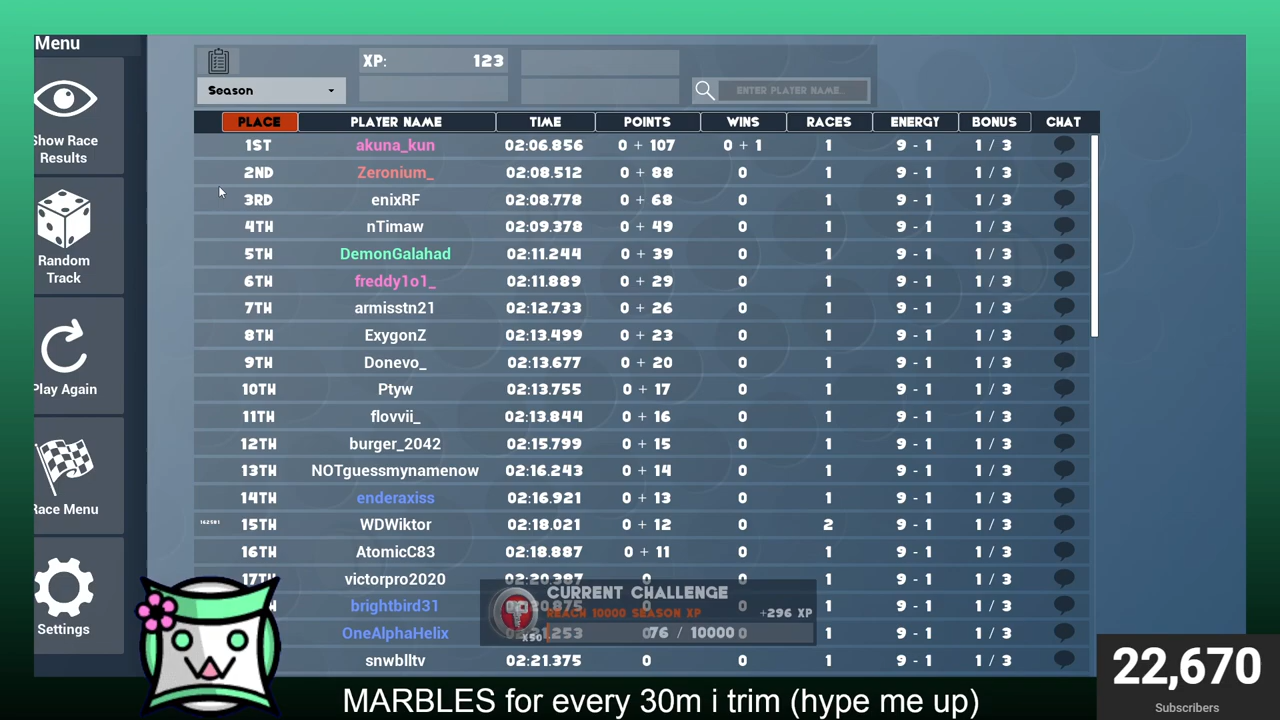 Menu
XP: 123
Season
ENTER PLAYER NAME..
Show Race
Results
Random
Track
Play Again
Race Menu
Settings
PLACE PLAYER NAME TIME POINTS WINS RACES ENERGY BONUS CHAT
1ST akuna_kun 02:06.856 0 + 107 0 + 1 1 9 - 1 1 / 3
2ND Zeronium_ 02:08.512 0 + 88 0 1 9 - 1 1 / 3
3RD enixRF 02:08.778 0 + 68 0 1 9 - 1 1 / 3
4TH nTimaw 02:09.378 0 + 49 0 1 9 - 1 1 / 3
5TH DemonGalahad 02:11.244 0 + 39 0 1 9 - 1 1 / 3
6TH freddy1o1_ 02:11.889 0 + 29 0 1 9 - 1 1 / 3
7TH armisstn21 02:12.733 0 + 26 0 1 9 - 1 1 / 3
8TH ExygonZ 02:13.499 0 + 23 0 1 9 - 1 1 / 3
9TH Donevo_ 02:13.677 0 + 20 0 1 9 - 1 1 / 3
10TH Ptyw 02:13.755 0 + 17 0 1 9 - 1 1 / 3
11TH flovvii_ 02:13.844 0 + 16 0 1 9 - 1 1 / 3
12TH burger_2042 02:15.799 0 + 15 0 1 9 - 1 1 / 3
13TH NOTguessmynamenow 02:16.243 0 + 14 0 1 9 - 1 1 / 3
14TH enderaxiss 02:16.921 0 + 13 0 1 9 - 1 1 / 3
15TH WDWiktor 02:18.021 0 + 12 0 2 9 - 1 1 / 3
16TH AtomicC83 02:18.887 0 + 11 0 1 9 - 1 1 / 3
17TH victorpro2020 02:20.387 0 0 1 9 - 1 1 / 3
brightbird31 0 1 9 - 1 1 / 3
OneAlphaHelix 0 1 9 - 1 1 / 3
snwblltv 02:21.375 0 0 1 9 - 1 1 / 3
CURRENT CHALLENGE
REACH 10000 SEASON XP +296 XP
X50 76 / 10000
MARBLES for every 30m i trim (hype me up)
22,670
Subscribers